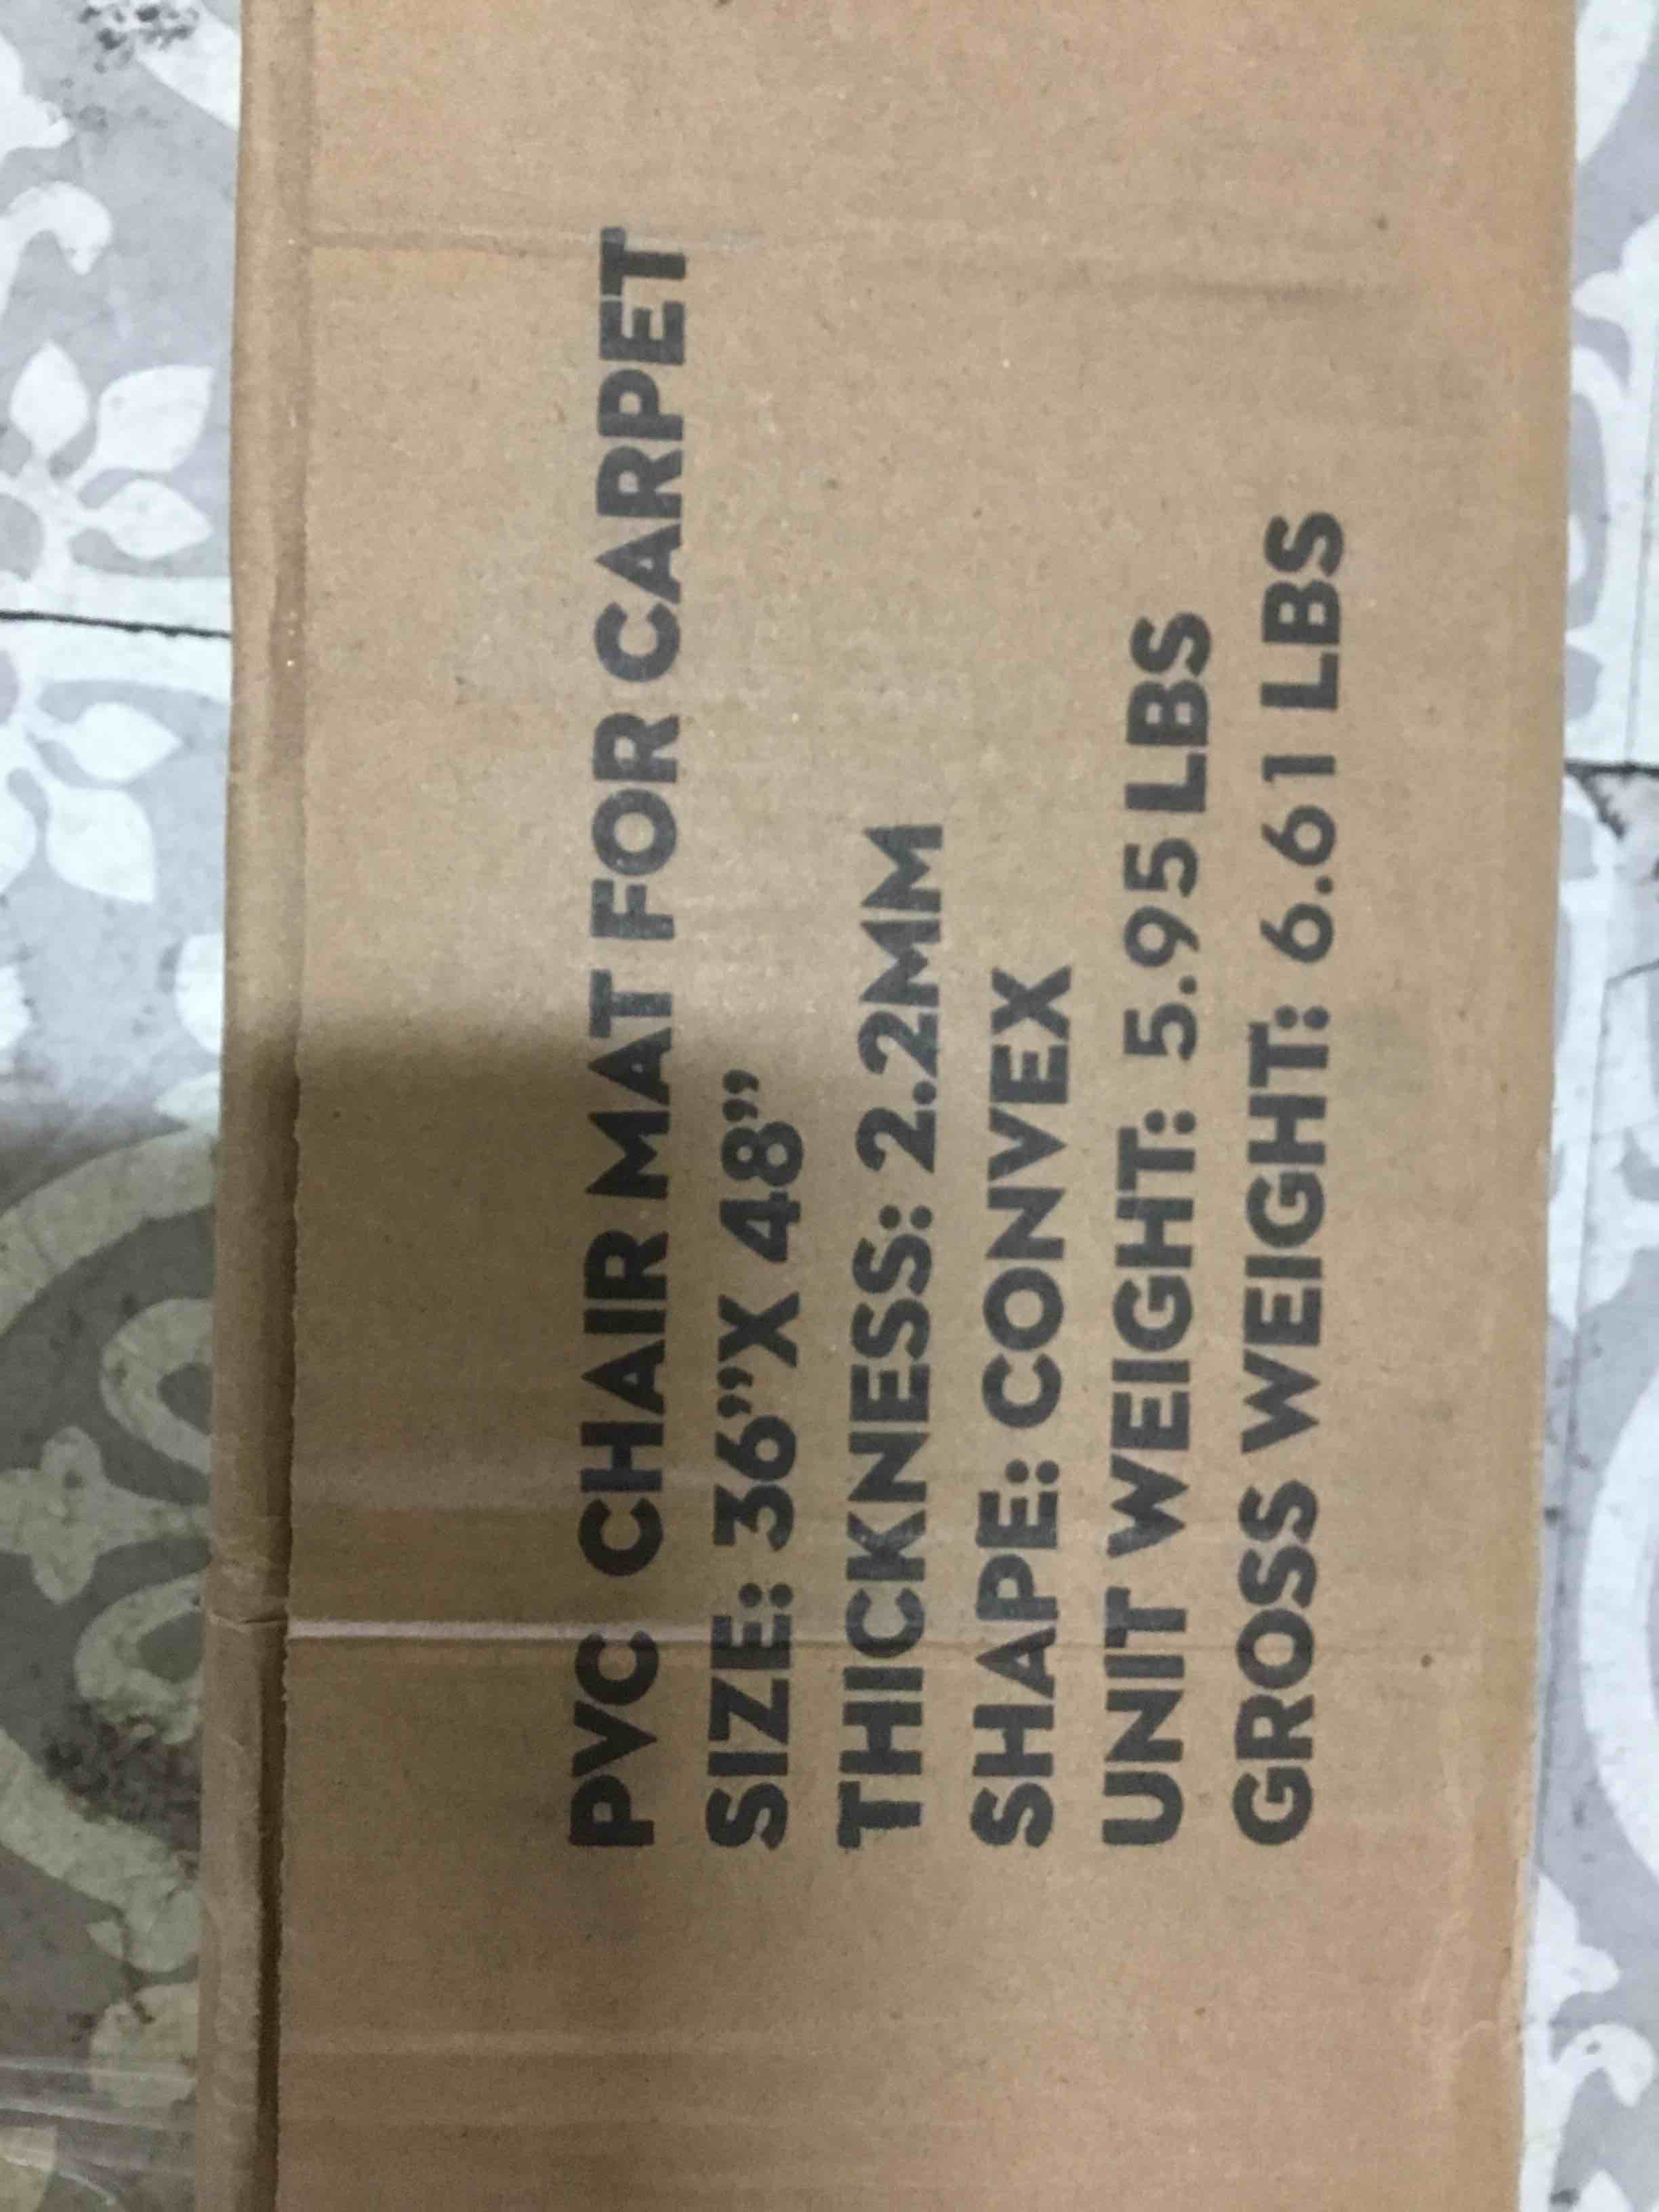 PVC CHAIR MAT FOR CARPET
SIZE: 36”X 48”
THICKNESS: 2.2MM
SHAPE: CONVEX
UNIT WEIGHT: 5.95 LBS
GROSS WEIGHT: 6.61 LBS